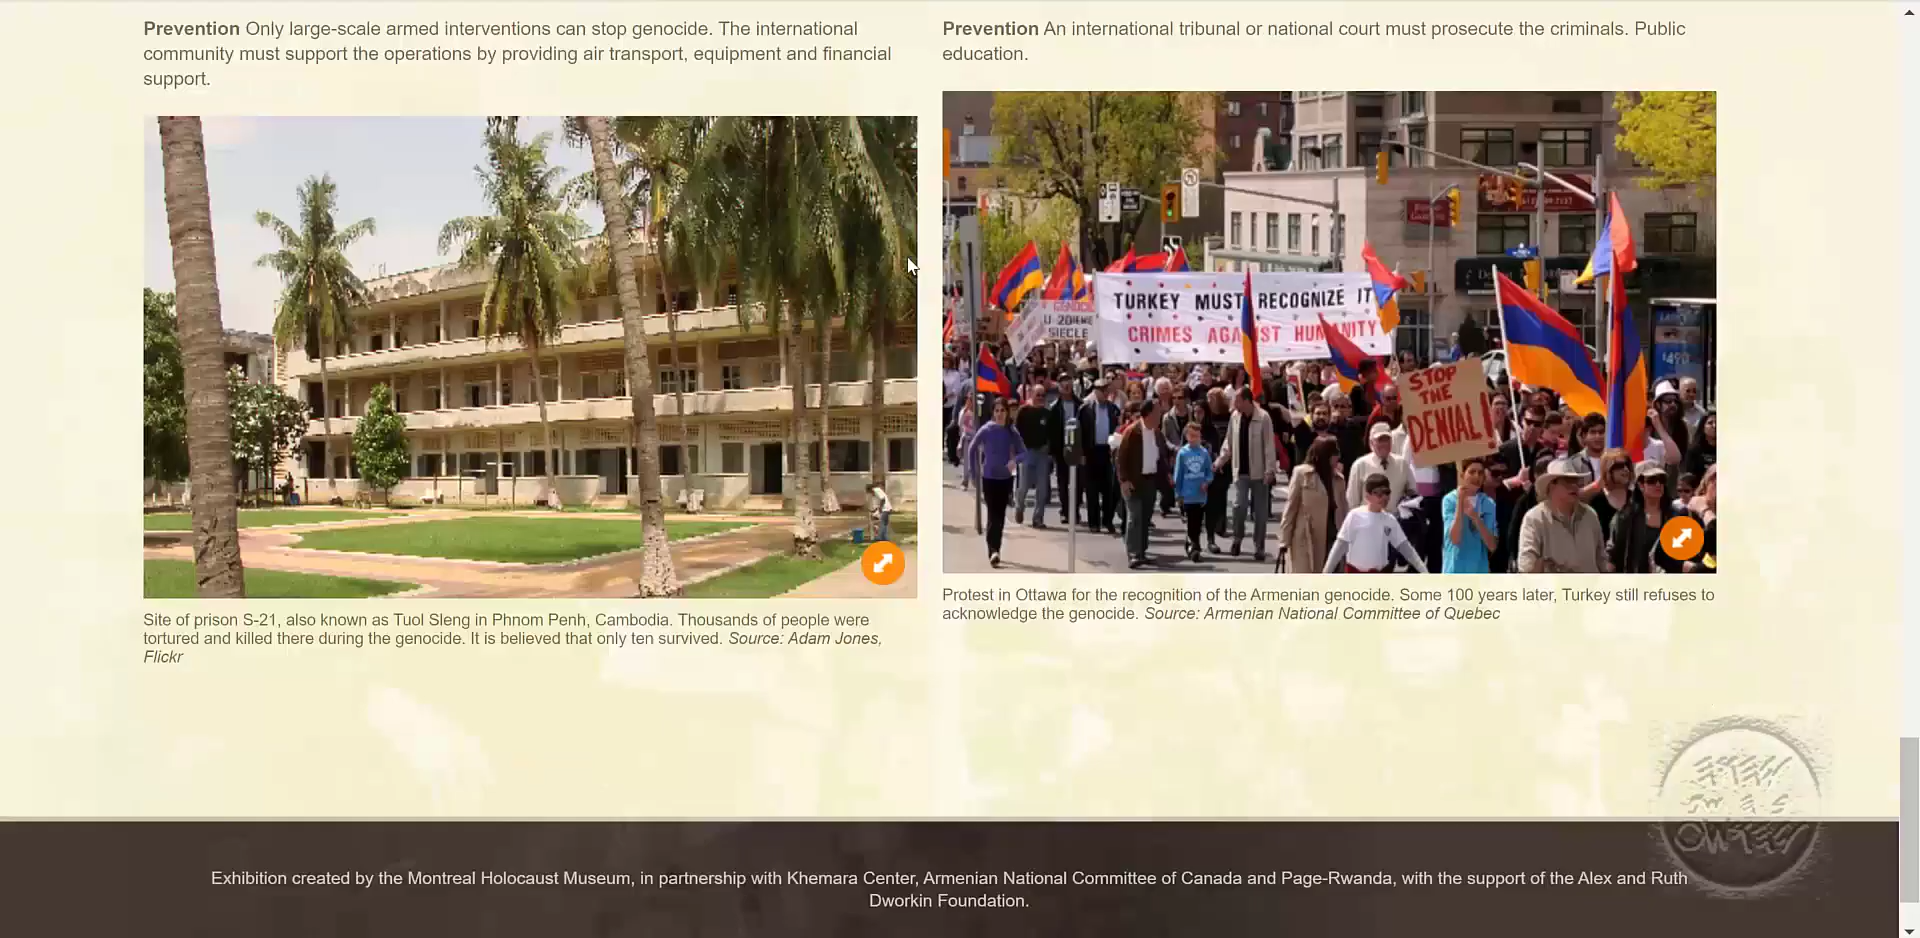 Prevention Only large-scale armed interventions can stop genocide. The international
community must support the operations by providing air transport, equipment and financial
support.
Site of prison S-21, also known as Tuol Sleng in Phnom Penh, Cambodia. Thousands of people were
tortured and killed there during the genocide. It is believed that only ten survived. Source: Adam Jones,
Flickr
Prevention An international tribunal or national court must prosecute the criminals. Public
education.
TURKEY MUST RECOGNIZE IT
CRIMES AGAINST HUMANITY
GENOCI
U 20IEME
SIECLE
STOP
THE
DENIAL!
$490
Protest in Ottawa for the recognition of the Armenian genocide. Some 100 years later, Turkey still refuses to
acknowledge the genocide. Source: Armenian National Committee of Quebec
Exhibition created by the Montreal Holocaust Museum, in partnership with Khemara Center, Armenian National Committee of Canada and Page-Rwanda, with the support of the Alex and Ruth
Dworkin Foundation.